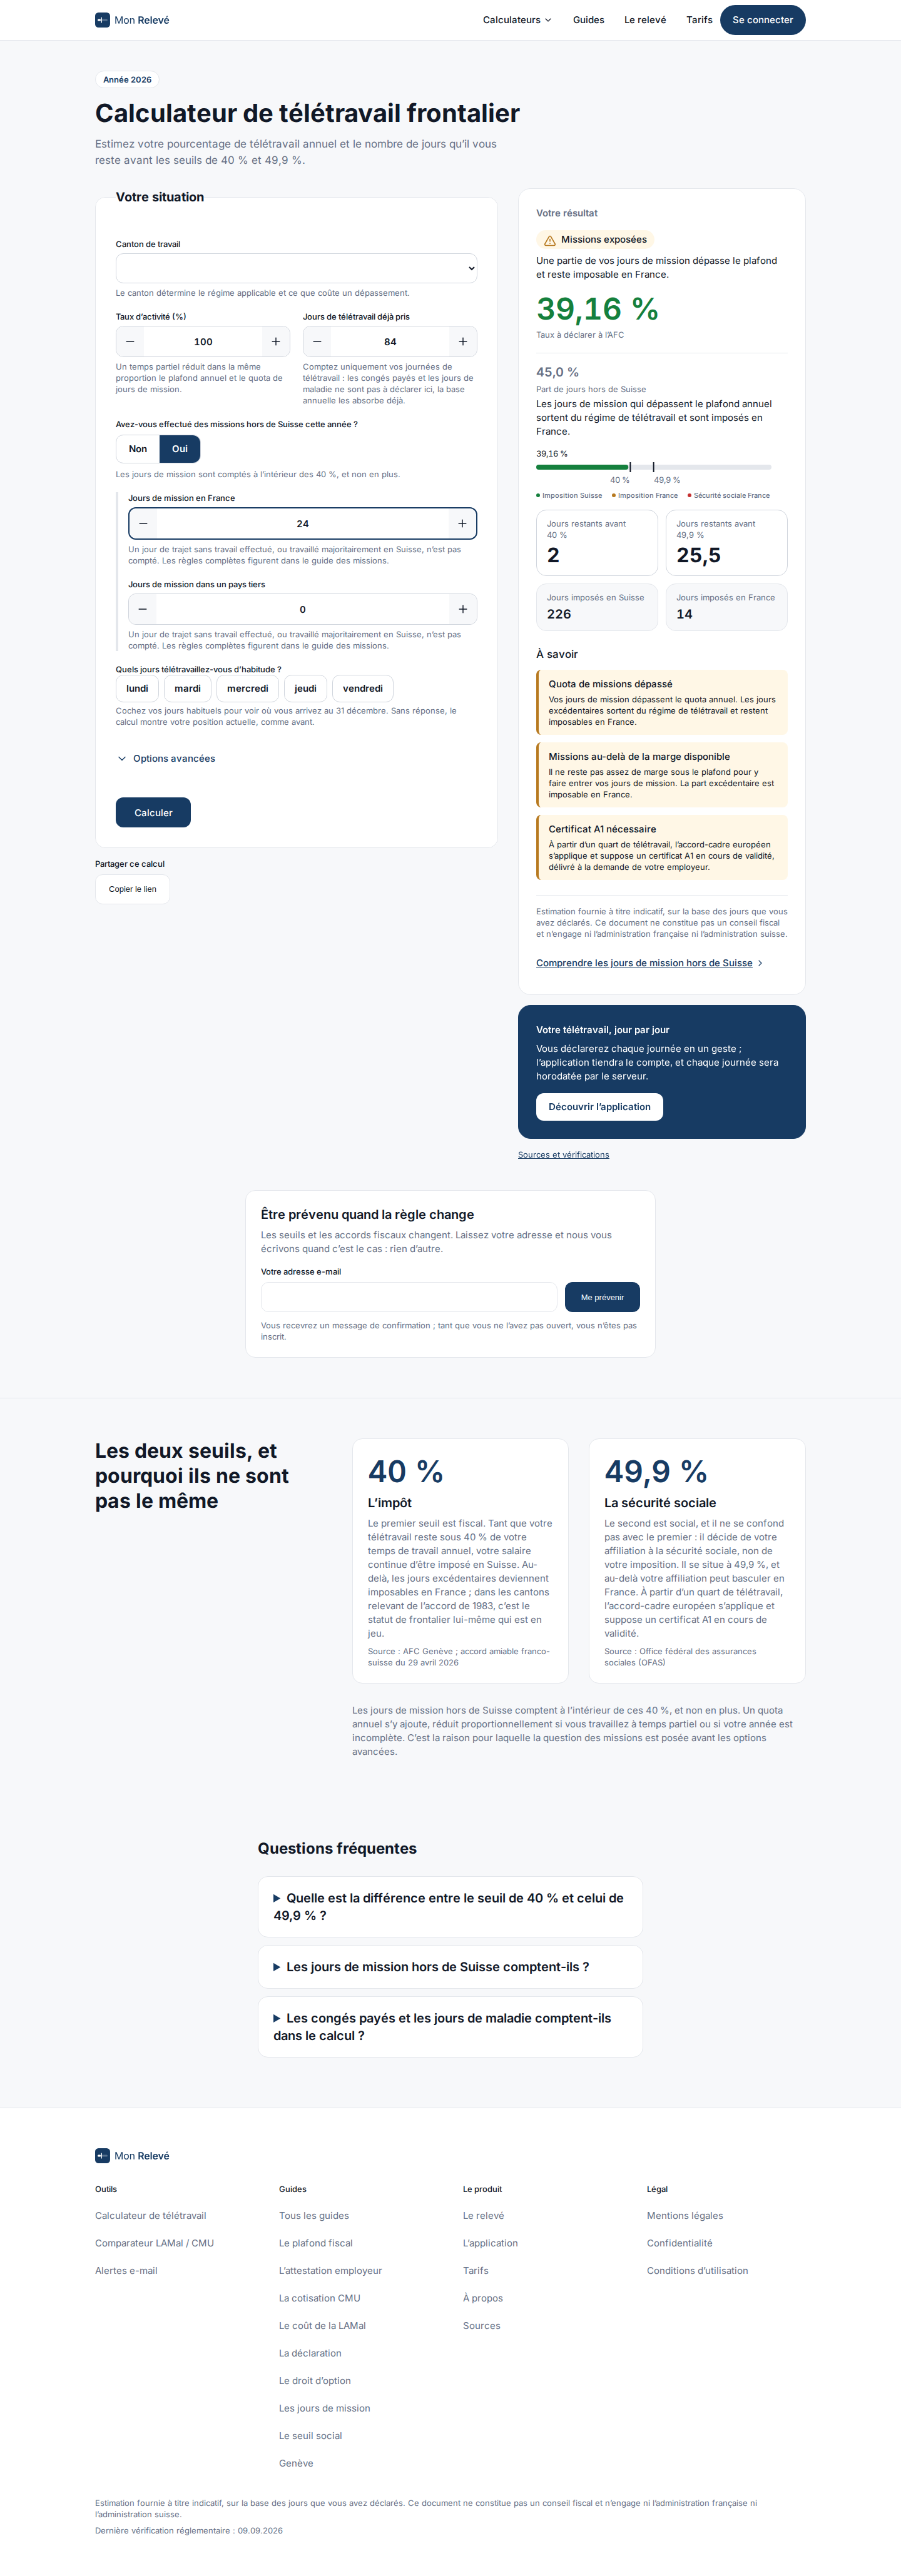 Mon Relevé
Calculateurs
Guides
Le relevé
Tarifs
Se connecter
Année 2026
Calculateur de télétravail frontalier
Estimez votre pourcentage de télétravail annuel et le nombre de jours qu’il vous
reste avant les seuils de 40 % et 49,9 %.
Votre situation
Canton de travail
Le canton détermine le régime applicable et ce que coûte un dépassement.
Taux d’activité (%)
− 100 +
Un temps partiel réduit dans la même
proportion le plafond annuel et le quota de
jours de mission.
Jours de télétravail déjà pris
− 84 +
Comptez uniquement vos journées de
télétravail : les congés payés et les jours de
maladie ne sont pas à déclarer ici, la base
annuelle les absorbe déjà.
Avez-vous effectué des missions hors de Suisse cette année ?
Non Oui
Les jours de mission sont comptés à l’intérieur des 40 %, et non en plus.
Jours de mission en France
− 24 +
Un jour de trajet sans travail effectué, ou travaillé majoritairement en Suisse, n’est pas
compté. Les règles complètes figurent dans le guide des missions.
Jours de mission dans un pays tiers
− 0 +
Un jour de trajet sans travail effectué, ou travaillé majoritairement en Suisse, n’est pas
compté. Les règles complètes figurent dans le guide des missions.
Quels jours télétravaillez-vous d’habitude ?
lundi mardi mercredi jeudi vendredi
Cochez vos jours habituels pour voir où vous arrivez au 31 décembre. Sans réponse, le
calcul montre votre position actuelle, comme avant.
Options avancées
Calculer
Partager ce calcul
Copier le lien
Votre résultat
Missions exposées
Une partie de vos jours de mission dépasse le plafond
et reste imposable en France.
39,16 %
Taux à déclarer à l’AFC
45,0 %
Part de jours hors de Suisse
Les jours de mission qui dépassent le plafond annuel
sortent du régime de télétravail et sont imposés en
France.
39,16 %
40 % 49,9 %
Imposition Suisse Imposition France Sécurité sociale France
Jours restants avant
40 %
2
Jours restants avant
49,9 %
25,5
Jours imposés en Suisse
226
Jours imposés en France
14
À savoir
Quota de missions dépassé
Vos jours de mission dépassent le quota annuel. Les jours
excédentaires sortent du régime de télétravail et restent
imposables en France.
Missions au-delà de la marge disponible
Il ne reste pas assez de marge sous le plafond pour y
faire entrer vos jours de mission. La part excédentaire est
imposable en France.
Certificat A1 nécessaire
À partir d’un quart de télétravail, l’accord-cadre européen
s’applique et suppose un certificat A1 en cours de validité,
délivré à la demande de votre employeur.
Estimation fournie à titre indicatif, sur la base des jours que vous
avez déclarés. Ce document ne constitue pas un conseil fiscal
et n’engage ni l’administration française ni l’administration suisse.
Comprendre les jours de mission hors de Suisse
Votre télétravail, jour par jour
Vous déclarerez chaque journée en un geste ;
l’application tiendra le compte, et chaque journée sera
horodatée par le serveur.
Découvrir l’application
Sources et vérifications
Être prévenu quand la règle change
Les seuils et les accords fiscaux changent. Laissez votre adresse et nous vous
écrivons quand c’est le cas : rien d’autre.
Votre adresse e-mail
Me prévenir
Vous recevrez un message de confirmation ; tant que vous ne l’avez pas ouvert, vous n’êtes pas
inscrit.
Les deux seuils, et
pourquoi ils ne sont
pas le même
40 %
L’impôt
Le premier seuil est fiscal. Tant que votre
télétravail reste sous 40 % de votre
temps de travail annuel, votre salaire
continue d’être imposé en Suisse. Au-
delà, les jours excédentaires deviennent
imposables en France ; dans les cantons
relevant de l’accord de 1983, c’est le
statut de frontalier lui-même qui est en
jeu.
Source : AFC Genève ; accord amiable franco-
suisse du 29 avril 2026
49,9 %
La sécurité sociale
Le second est social, et il ne se confond
pas avec le premier : il décide de votre
affiliation à la sécurité sociale, non de
votre imposition. Il se situe à 49,9 %, et
au-delà votre affiliation peut basculer en
France. À partir d’un quart de télétravail,
l’accord-cadre européen s’applique et
suppose un certificat A1 en cours de
validité.
Source : Office fédéral des assurances
sociales (OFAS)
Les jours de mission hors de Suisse comptent à l’intérieur de ces 40 %, et non en plus. Un quota
annuel s’y ajoute, réduit proportionnellement si vous travaillez à temps partiel ou si votre année est
incomplète. C’est la raison pour laquelle la question des missions est posée avant les options
avancées.
Questions fréquentes
Quelle est la différence entre le seuil de 40 % et celui de
49,9 % ?
Les jours de mission hors de Suisse comptent-ils ?
Les congés payés et les jours de maladie comptent-ils
dans le calcul ?
Mon Relevé
Outils
Calculateur de télétravail
Comparateur LAMal / CMU
Alertes e-mail
Guides
Tous les guides
Le plafond fiscal
L’attestation employeur
La cotisation CMU
Le coût de la LAMal
La déclaration
Le droit d’option
Les jours de mission
Le seuil social
Genève
Le produit
Le relevé
L’application
Tarifs
À propos
Sources
Légal
Mentions légales
Confidentialité
Conditions d’utilisation
Estimation fournie à titre indicatif, sur la base des jours que vous avez déclarés. Ce document ne constitue pas un conseil fiscal et n’engage ni l’administration française ni
l’administration suisse.
Dernière vérification réglementaire : 09.09.2026